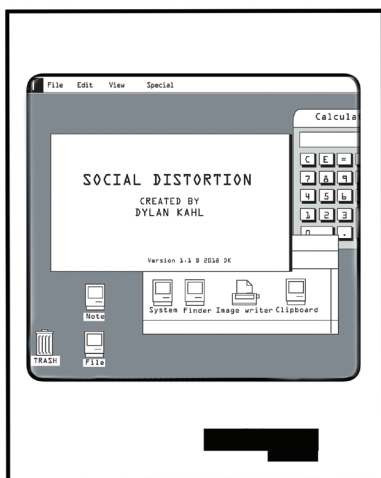 File Edit View Special
Calculat
C E =
7 8 9
4 5 6
1 2 3
0 .
SOCIAL DISTORTION
CREATED BY
DYLAN KAHL
Version 1.1 © 2018 DK
System Finder Image writer Clipboard
Note
File
TRASH